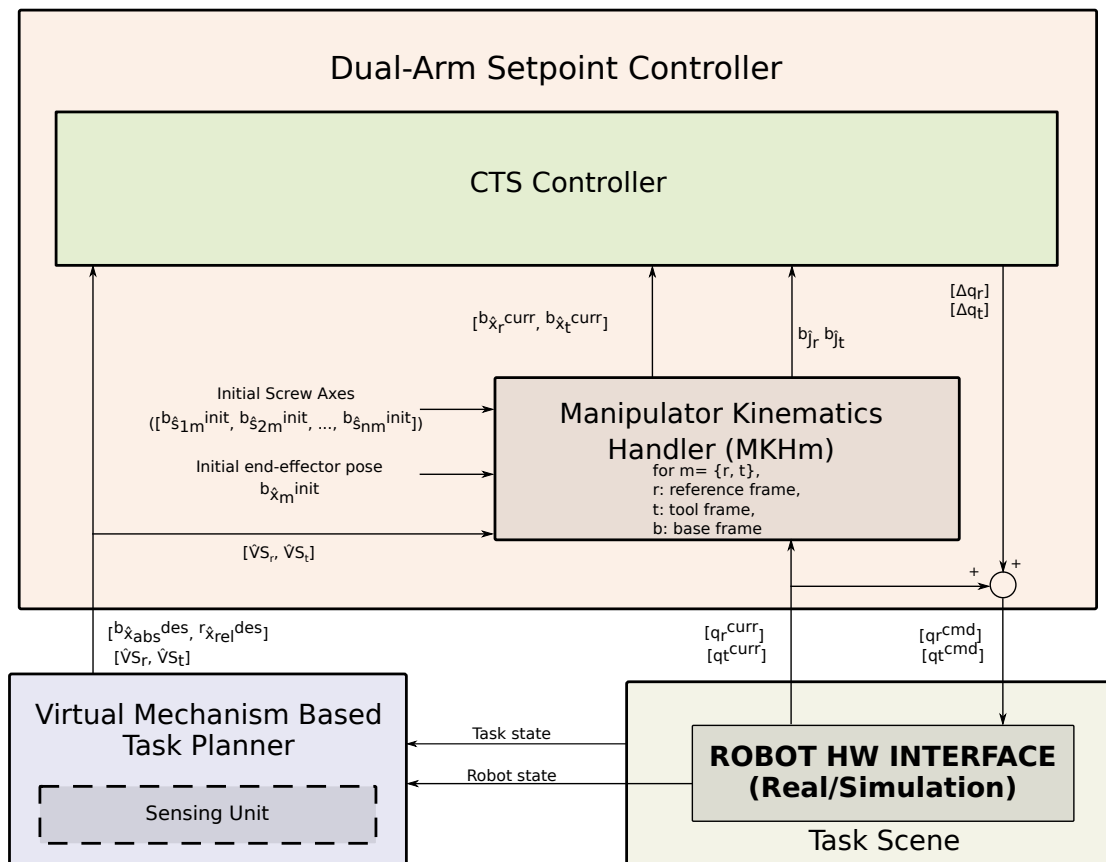 Dual-Arm Setpoint Controller
CTS Controller
[Δqr]
[Δqt]
[bx̂rcurr, bx̂tcurr]
bĵr bĵt
Initial Screw Axes
([bŝ1minit, bŝ2minit, ..., bŝnminit])
Initial end-effector pose
bx̂minit
[V̂Sr, V̂St]
Manipulator Kinematics
Handler (MKHm)
for m= {r, t},
r: reference frame,
t: tool frame,
b: base frame
+
+
[bx̂absdes, rx̂reldes]
[V̂Sr, V̂St]
[qrcurr]
[qtcurr]
[qrcmd]
[qtcmd]
Virtual Mechanism Based
Task Planner
Sensing Unit
Task state
Robot state
ROBOT HW INTERFACE
(Real/Simulation)
Task Scene